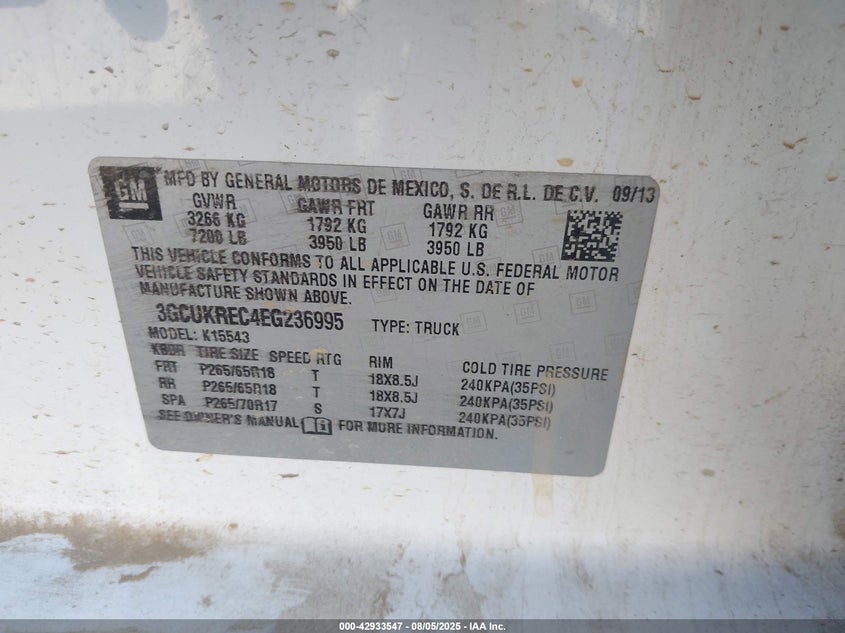 GM MFD BY GENERAL MOTORS DE MEXICO, S. DE R.L. DE C.V. 09/13
GVWR GAWR FRT GAWR RR
3266 KG 1792 KG 1792 KG
7200 LB 3950 LB 3950 LB
THIS VEHICLE CONFORMS TO ALL APPLICABLE U.S. FEDERAL MOTOR
VEHICLE SAFETY STANDARDS IN EFFECT ON THE DATE OF
MANUFACTURE SHOWN ABOVE.
3GCUKREC4EG236995 TYPE: TRUCK
MODEL: K15543
TIRE SIZE SPEED RTG RIM COLD TIRE PRESSURE
FRT P265/65R18 T 18X8.5J 240KPA(35PSI)
RR P265/65R18 T 18X8.5J 240KPA(35PSI)
SPA P265/70R17 S 17X7J 240KPA(35PSI)
SEE OWNER'S MANUAL FOR MORE INFORMATION.
000-42933547 - 08/05/2025 - IAA Inc.